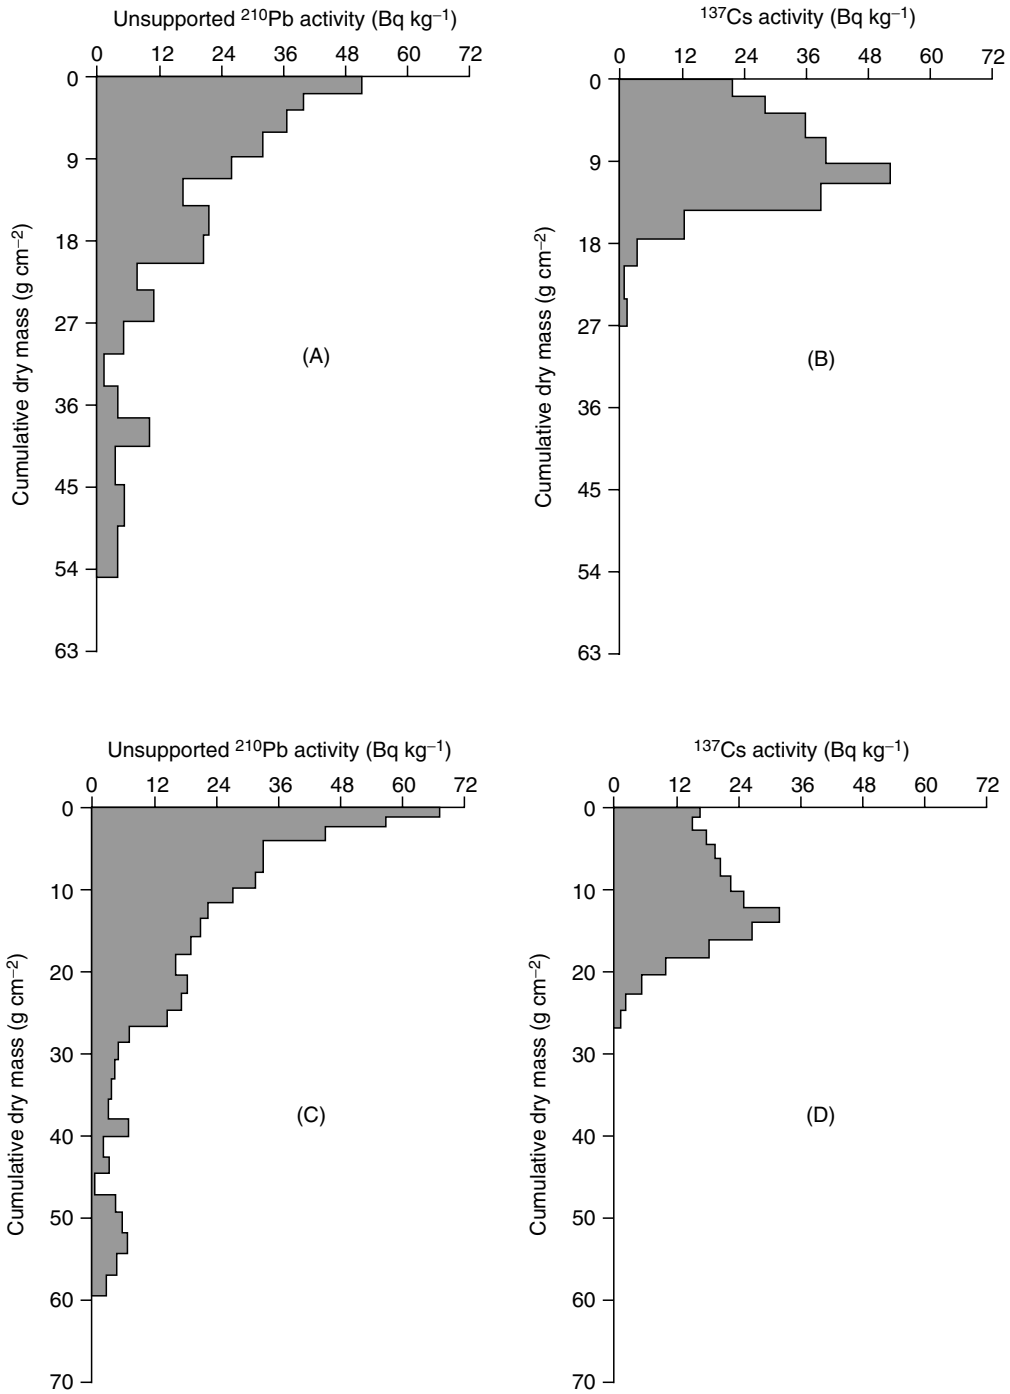 Unsupported ²¹⁰Pb activity (Bq kg⁻¹)
0 12 24 36 48 60 72
0
9
18
27
36
45
54
63
Cumulative dry mass (g cm⁻²)
(A)
¹³⁷Cs activity (Bq kg⁻¹)
0 12 24 36 48 60 72
0
9
18
27
36
45
54
63
Cumulative dry mass (g cm⁻²)
(B)
Unsupported ²¹⁰Pb activity (Bq kg⁻¹)
0 12 24 36 48 60 72
0
10
20
30
40
50
60
70
Cumulative dry mass (g cm⁻²)
(C)
¹³⁷Cs activity (Bq kg⁻¹)
0 12 24 36 48 60 72
0
10
20
30
40
50
60
70
Cumulative dry mass (g cm⁻²)
(D)